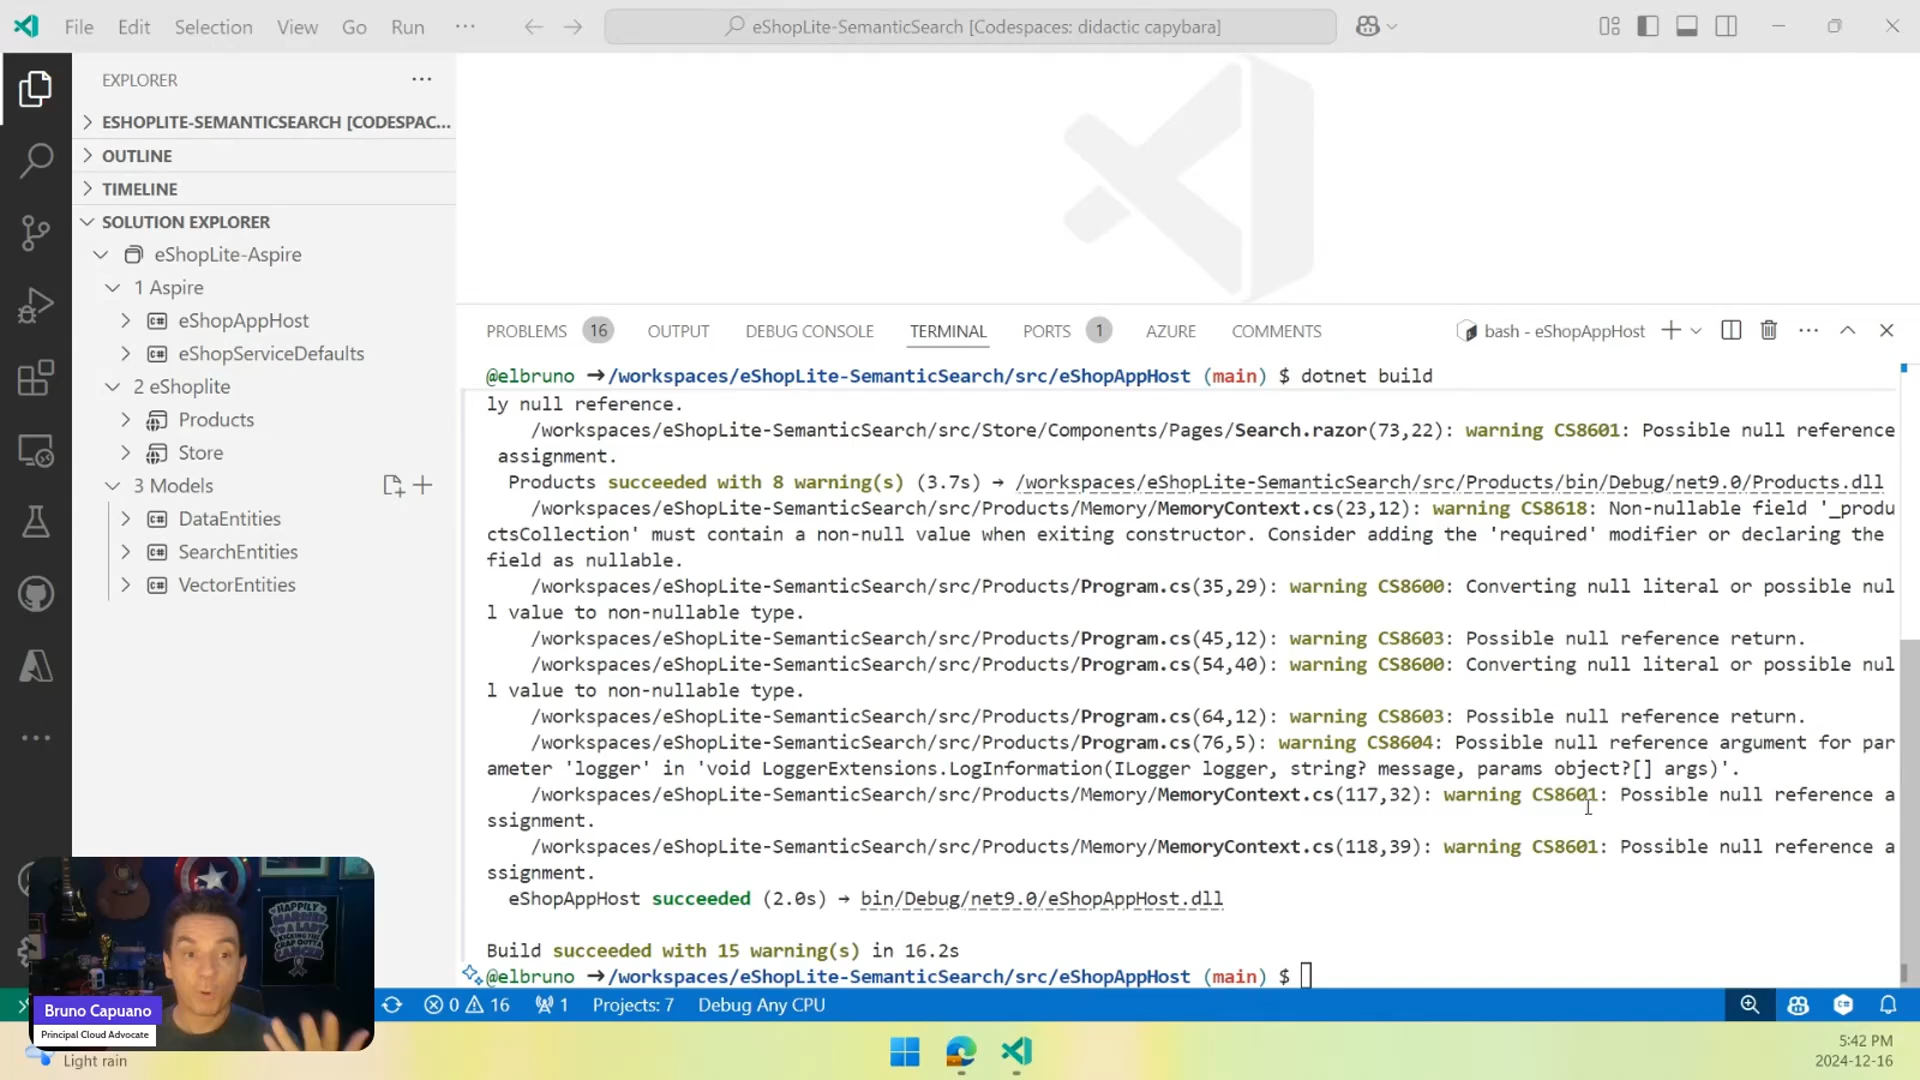 File Edit Selection View Go Run ··· eShopLite-SemanticSearch [Codespaces: didactic capybara]
EXPLORER
ESHOPLITE-SEMANTICSEARCH [CODESPAC...
OUTLINE
TIMELINE
SOLUTION EXPLORER
eShopLite-Aspire
1 Aspire
eShopAppHost
eShopServiceDefaults
2 eShoplite
Products
Store
3 Models
DataEntities
SearchEntities
VectorEntities
PROBLEMS 16 OUTPUT DEBUG CONSOLE TERMINAL PORTS 1 AZURE COMMENTS bash - eShopAppHost
@elbruno ➜/workspaces/eShopLite-SemanticSearch/src/eShopAppHost (main) $ dotnet build
ly null reference.
/workspaces/eShopLite-SemanticSearch/src/Store/Components/Pages/Search.razor(73,22): warning CS8601: Possible null reference
assignment.
Products succeeded with 8 warning(s) (3.7s) → /workspaces/eShopLite-SemanticSearch/src/Products/bin/Debug/net9.0/Products.dll
/workspaces/eShopLite-SemanticSearch/src/Products/Memory/MemoryContext.cs(23,12): warning CS8618: Non-nullable field '_produ
ctsCollection' must contain a non-null value when exiting constructor. Consider adding the 'required' modifier or declaring the
field as nullable.
/workspaces/eShopLite-SemanticSearch/src/Products/Program.cs(35,29): warning CS8600: Converting null literal or possible nul
l value to non-nullable type.
/workspaces/eShopLite-SemanticSearch/src/Products/Program.cs(45,12): warning CS8603: Possible null reference return.
/workspaces/eShopLite-SemanticSearch/src/Products/Program.cs(54,40): warning CS8600: Converting null literal or possible nul
l value to non-nullable type.
/workspaces/eShopLite-SemanticSearch/src/Products/Program.cs(64,12): warning CS8603: Possible null reference return.
/workspaces/eShopLite-SemanticSearch/src/Products/Program.cs(76,5): warning CS8604: Possible null reference argument for par
ameter 'logger' in 'void LoggerExtensions.LogInformation(ILogger logger, string? message, params object?[] args)'.
/workspaces/eShopLite-SemanticSearch/src/Products/Memory/MemoryContext.cs(117,32): warning CS8601: Possible null reference a
ssignment.
/workspaces/eShopLite-SemanticSearch/src/Products/Memory/MemoryContext.cs(118,39): warning CS8601: Possible null reference a
ssignment.
eShopAppHost succeeded (2.0s) → bin/Debug/net9.0/eShopAppHost.dll
Build succeeded with 15 warning(s) in 16.2s
@elbruno ➜/workspaces/eShopLite-SemanticSearch/src/eShopAppHost (main) $
HAPPILY
MARRIED
TO A LADY
KICKING THE
CRAP OUTTA
CANCER
Bruno Capuano
Principal Cloud Advocate
0 16 1 Projects: 7 Debug Any CPU
Light rain
5:42 PM
2024-12-16